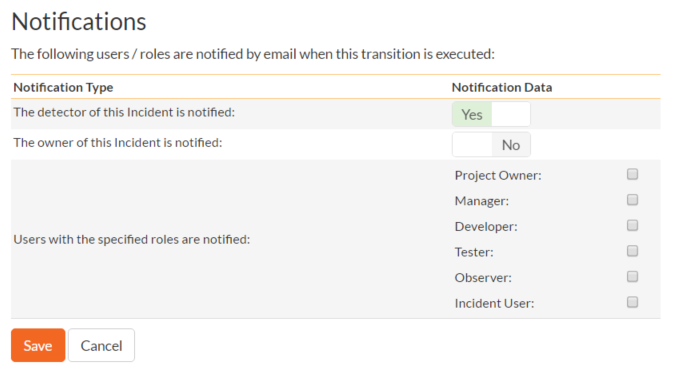 Notifications
The following users / roles are notified by email when this transition is executed:
Notification Type Notification Data
The detector of this Incident is notified: Yes
The owner of this Incident is notified: No
Users with the specified roles are notified:
Project Owner:
Manager:
Developer:
Tester:
Observer:
Incident User:
Save Cancel